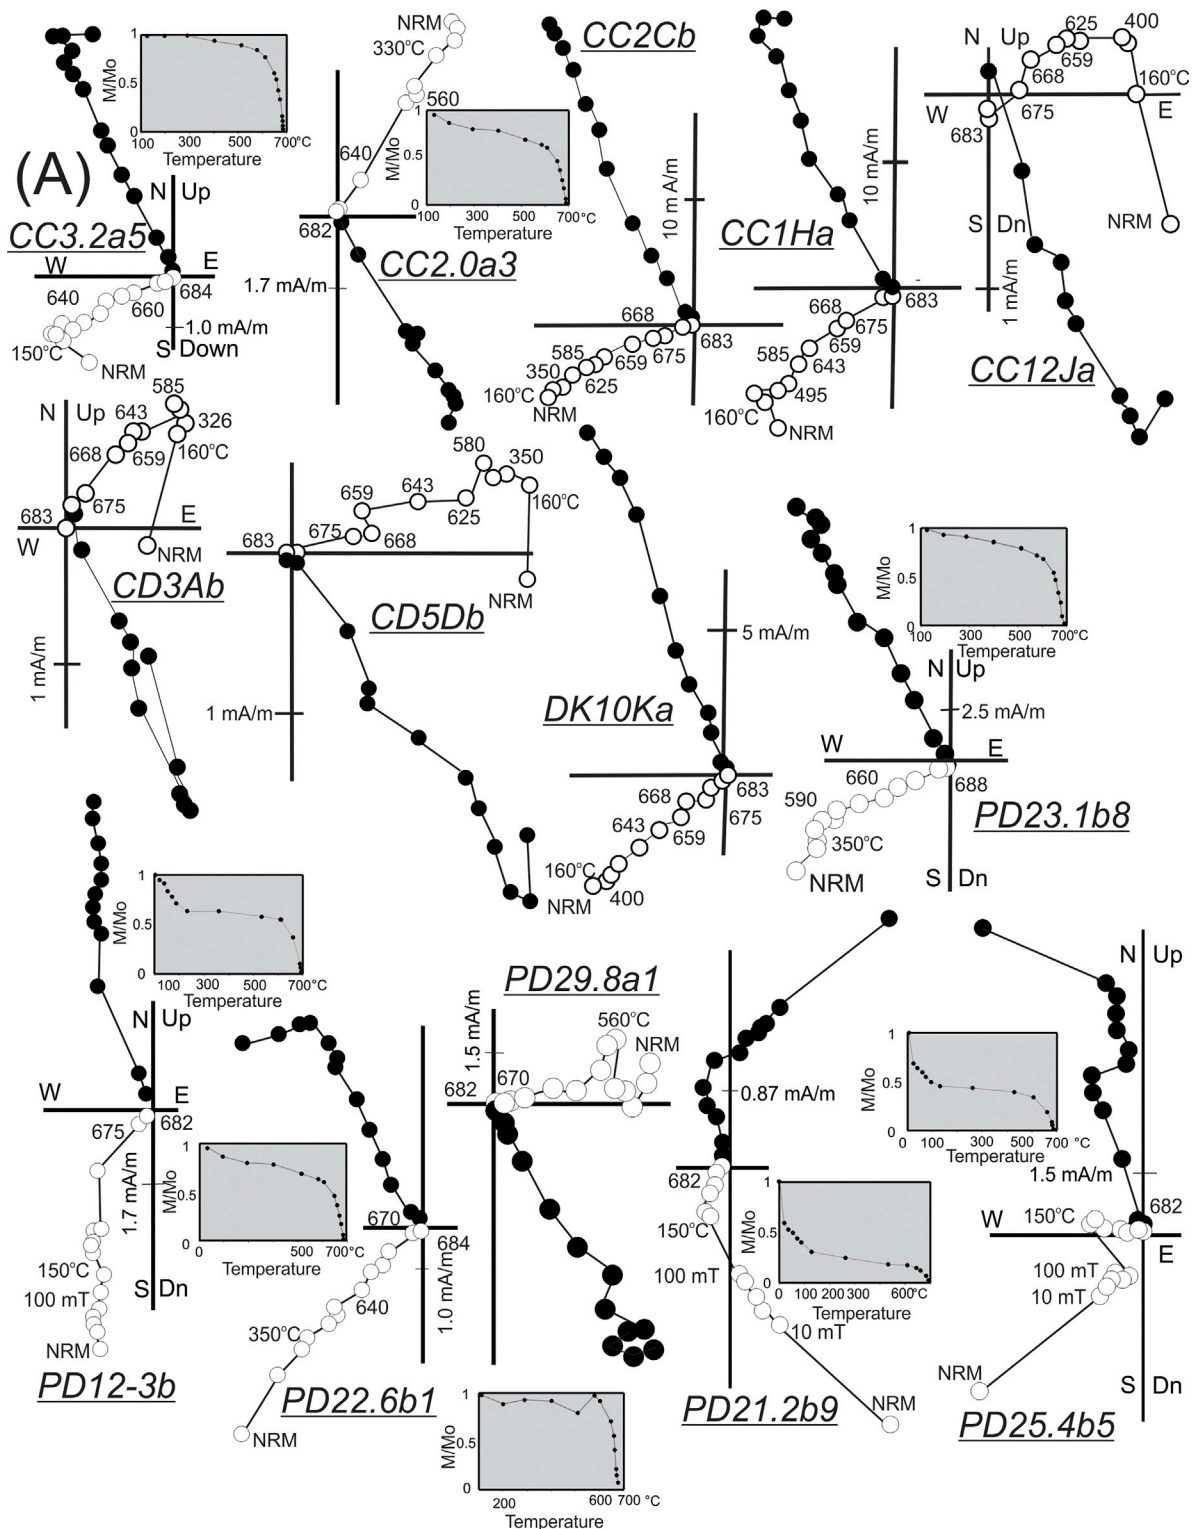 (A)
1
M/Mo
0.5
0
100
300
500
700°C
Temperature
N
Up
CC3.2a5
W
E
640
660
684
1.0 mA/m
150°C
S
Down
NRM
NRM
330°C
560
1
M/Mo
0.5
0
100
300
500
700°C
Temperature
640
682
CC2.0a3
1.7 mA/m
CC2Cb
10 m A/m
668
683
585
659
675
350
625
160°C
NRM
CC1Ha
10 mA/m
668
683
675
585
659
643
495
160°C
NRM
625
400
N
Up
659
668
160°C
W
675
E
683
NRM
S
Dn
1 mA/m
CC12Ja
585
N
Up
643
326
160°C
668
659
675
683
E
W
NRM
CD3Ab
1 mA/m
580
350
659
643
160°C
625
683
675
668
NRM
CD5Db
1 mA/m
5 mA/m
DK10Ka
683
668
675
643
659
160°C
400
NRM
1
M/Mo
0.5
0
100
300
500
700°C
Temperature
N
Up
2.5 mA/m
W
E
660
688
590
PD23.1b8
350°C
NRM
S
Dn
1
M/Mo
0.5
0
100
300
500
700°C
Temperature
N
Up
W
E
675
682
1.7 mA/m
150°C
S
Dn
100 mT
NRM
PD12-3b
1
M/Mo
0.5
0
0
500
700°C
Temperature
670
684
1.0 mA/m
640
350°C
PD22.6b1
NRM
PD29.8a1
1.5 mA/m
560°C
NRM
682
670
1
M/Mo
0.5
0
200
600
700 °C
Temperature
0.87 mA/m
682
150°C
100 mT
10 mT
NRM
PD21.2b9
1
M/Mo
0.5
0
0
100
200
300
600°C
Temperature
N
Up
1
M/Mo
0.5
0
0
100
300
500
700 °C
Temperature
1.5 mA/m
682
W
150°C
E
100 mT
10 mT
NRM
S
Dn
PD25.4b5